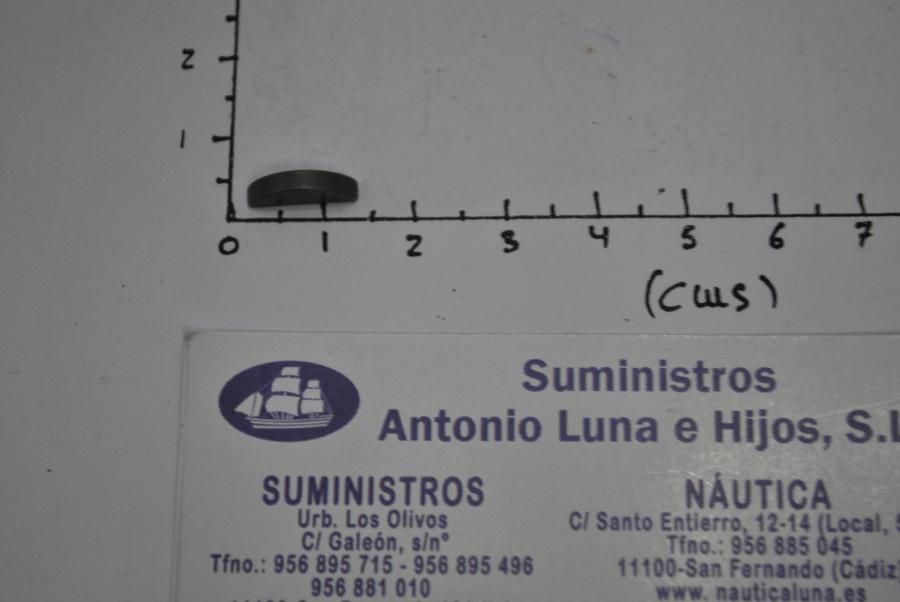 2
1
0 1 2 3 4 5 6 7
(cms)
Suministros
Antonio Luna e Hijos, S.L
SUMINISTROS
Urb. Los Olivos
C/ Galeón, s/nº
Tfno.: 956 895 715 - 956 895 496
956 881 010
NÁUTICA
C/ Santo Entierro, 12-14 (Local,
Tfno.: 956 885 045
11100-San Fernando (Cádiz)
www. nauticaluna.es